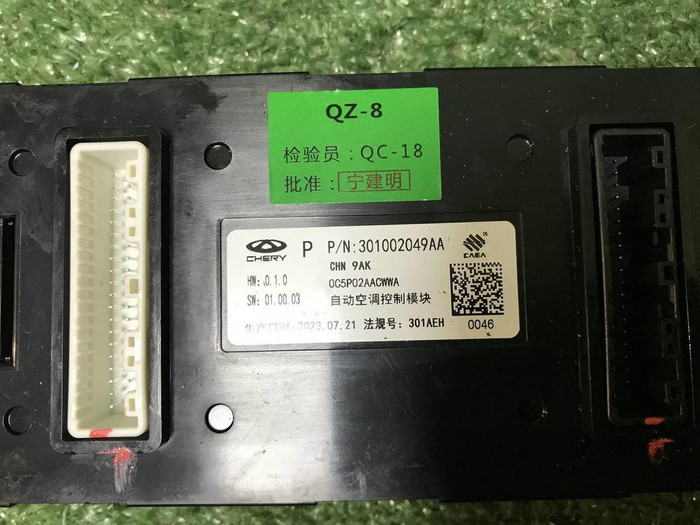 QZ-8
检验员：QC-18
批准：宁建明
CHERY P P/N:301002049AA CAEA
CHN 9AK
HW: 0.1.0 0C5P02AACWWA
SW: 01.00.03 自动空调控制模块
生产日期:2023.07.21 法规号: 301AEH 0046